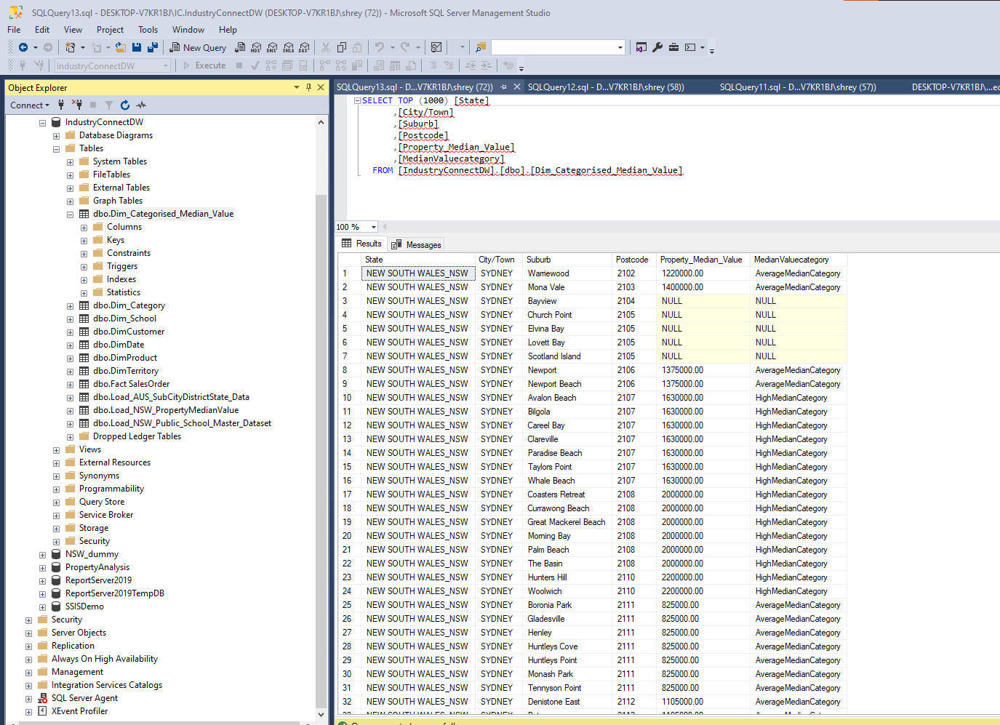 SQLQuery13.sql - DESKTOP-V7KR1BJ\IC.IndustryConnectDW (DESKTOP-V7KR1BJ\shrey (72)) - Microsoft SQL Server Management Studio
File Edit View Project Tools Window Help
New Query MDX DMX XMLA DAX
IndustryConnectDW Execute
Object Explorer
Connect
IndustryConnectDW
Database Diagrams
Tables
System Tables
FileTables
External Tables
Graph Tables
dbo.Dim_Categorised_Median_Value
Columns
Keys
Constraints
Triggers
Indexes
Statistics
dbo.Dim_Category
dbo.Dim_School
dbo.DimCustomer
dbo.DimDate
dbo.DimProduct
dbo.DimTerritory
dbo.Fact SalesOrder
dbo.Load_AUS_SubCityDistrictState_Data
dbo.Load_NSW_PropertyMedianValue
dbo.Load_NSW_Public_School_Master_Dataset
Dropped Ledger Tables
Views
External Resources
Synonyms
Programmability
Query Store
Service Broker
Storage
Security
NSW_dummy
PropertyAnalysis
ReportServer2019
ReportServer2019TempDB
SSISDemo
Security
Server Objects
Replication
Always On High Availability
Management
Integration Services Catalogs
SQL Server Agent
XEvent Profiler
SQLQuery13.sql - D...V7KR1BJ\shrey (72)) SQLQuery12.sql - D...V7KR1BJ\shrey (58)) SQLQuery11.sql - D...V7KR1BJ\shrey (57)) DESKTOP-V7KR1BJ\...
SELECT TOP (1000) [State]
,[City/Town]
,[Suburb]
,[Postcode]
,[Property_Median_Value]
,[MedianValuecategory]
FROM [IndustryConnectDW].[dbo].[Dim_Categorised_Median_Value]
100 %
Results Messages
State City/Town Suburb Postcode Property_Median_Value MedianValuecategory
1 NEW SOUTH WALES_NSW SYDNEY Warriewood 2102 1220000.00 AverageMedianCategory
2 NEW SOUTH WALES_NSW SYDNEY Mona Vale 2103 1400000.00 AverageMedianCategory
3 NEW SOUTH WALES_NSW SYDNEY Bayview 2104 NULL NULL
4 NEW SOUTH WALES_NSW SYDNEY Church Point 2105 NULL NULL
5 NEW SOUTH WALES_NSW SYDNEY Elvina Bay 2105 NULL NULL
6 NEW SOUTH WALES_NSW SYDNEY Lovett Bay 2105 NULL NULL
7 NEW SOUTH WALES_NSW SYDNEY Scotland Island 2105 NULL NULL
8 NEW SOUTH WALES_NSW SYDNEY Newport 2106 1375000.00 AverageMedianCategory
9 NEW SOUTH WALES_NSW SYDNEY Newport Beach 2106 1375000.00 AverageMedianCategory
10 NEW SOUTH WALES_NSW SYDNEY Avalon Beach 2107 1630000.00 HighMedianCategory
11 NEW SOUTH WALES_NSW SYDNEY Bilgola 2107 1630000.00 HighMedianCategory
12 NEW SOUTH WALES_NSW SYDNEY Careel Bay 2107 1630000.00 HighMedianCategory
13 NEW SOUTH WALES_NSW SYDNEY Clareville 2107 1630000.00 HighMedianCategory
14 NEW SOUTH WALES_NSW SYDNEY Paradise Beach 2107 1630000.00 HighMedianCategory
15 NEW SOUTH WALES_NSW SYDNEY Taylors Point 2107 1630000.00 HighMedianCategory
16 NEW SOUTH WALES_NSW SYDNEY Whale Beach 2107 1630000.00 HighMedianCategory
17 NEW SOUTH WALES_NSW SYDNEY Coasters Retreat 2108 2000000.00 HighMedianCategory
18 NEW SOUTH WALES_NSW SYDNEY Currawong Beach 2108 2000000.00 HighMedianCategory
19 NEW SOUTH WALES_NSW SYDNEY Great Mackerel Beach 2108 2000000.00 HighMedianCategory
20 NEW SOUTH WALES_NSW SYDNEY Morning Bay 2108 2000000.00 HighMedianCategory
21 NEW SOUTH WALES_NSW SYDNEY Palm Beach 2108 2000000.00 HighMedianCategory
22 NEW SOUTH WALES_NSW SYDNEY The Basin 2108 2000000.00 HighMedianCategory
23 NEW SOUTH WALES_NSW SYDNEY Hunters Hill 2110 2200000.00 HighMedianCategory
24 NEW SOUTH WALES_NSW SYDNEY Woolwich 2110 2200000.00 HighMedianCategory
25 NEW SOUTH WALES_NSW SYDNEY Boronia Park 2111 825000.00 AverageMedianCategory
26 NEW SOUTH WALES_NSW SYDNEY Gladesville 2111 825000.00 AverageMedianCategory
27 NEW SOUTH WALES_NSW SYDNEY Henley 2111 825000.00 AverageMedianCategory
28 NEW SOUTH WALES_NSW SYDNEY Huntleys Cove 2111 825000.00 AverageMedianCategory
29 NEW SOUTH WALES_NSW SYDNEY Huntleys Point 2111 825000.00 AverageMedianCategory
30 NEW SOUTH WALES_NSW SYDNEY Monash Park 2111 825000.00 AverageMedianCategory
31 NEW SOUTH WALES_NSW SYDNEY Tennyson Point 2111 825000.00 AverageMedianCategory
32 NEW SOUTH WALES_NSW SYDNEY Denistone East 2112 1105000.00 AverageMedianCategory